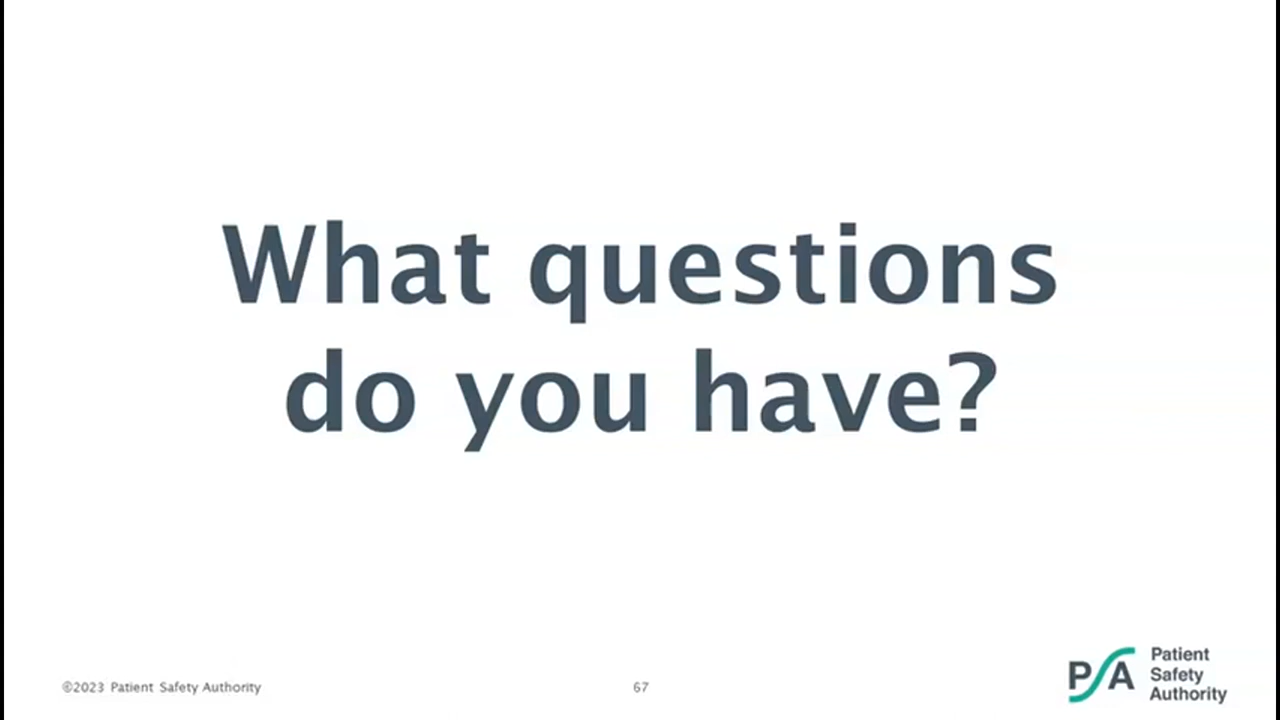 What questions
do you have?
©2023 Patient Safety Authority
67
PSA
Patient
Safety
Authority